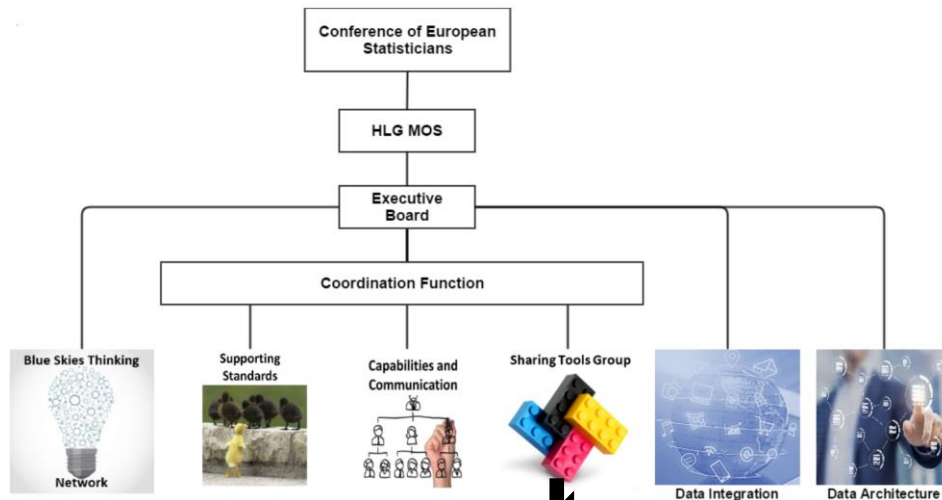 Conference of European
Statisticians
HLG MOS
Executive
Board
Coordination Function
Blue Skies Thinking
Network
Supporting
Standards
Capabilities and
Communication
Sharing Tools Group
Data Integration
Data Architecture